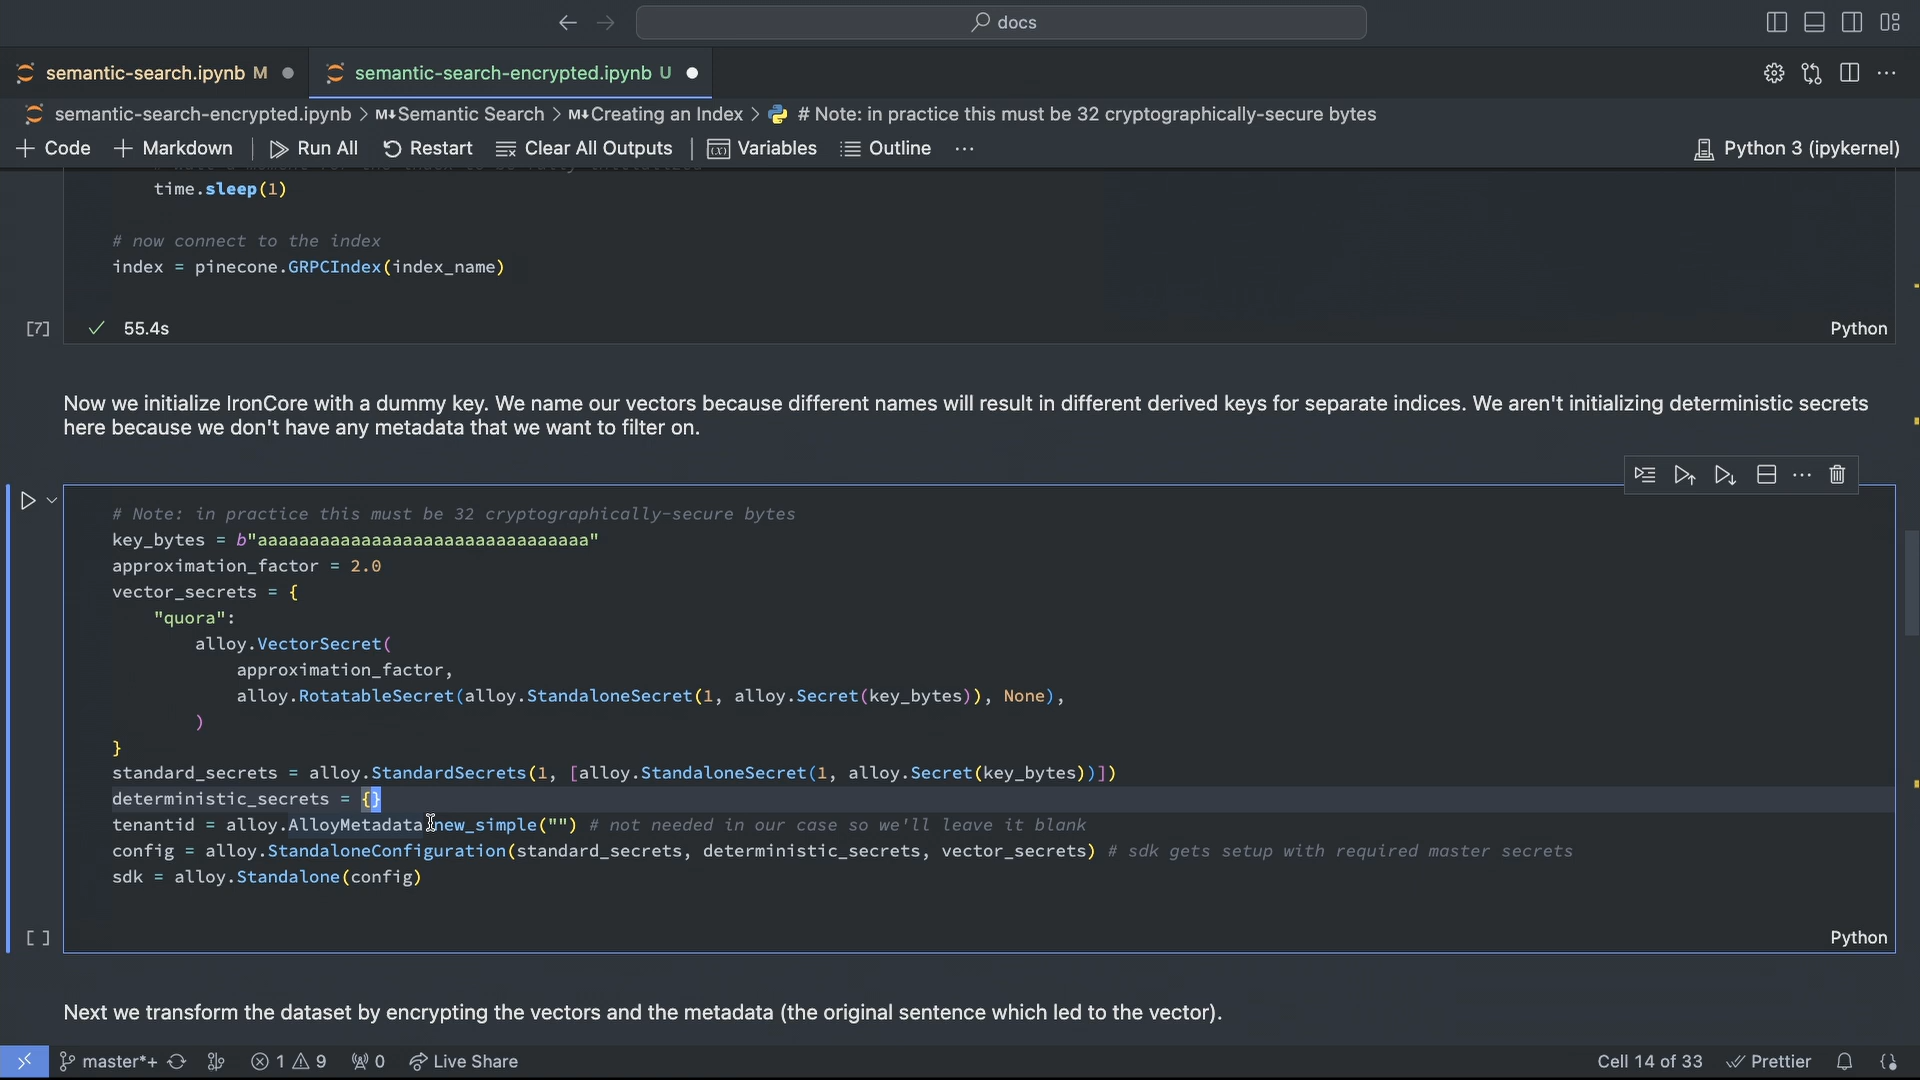 docs
semantic-search.ipynb M
semantic-search-encrypted.ipynb U
semantic-search-encrypted.ipynb > M↓Semantic Search > M↓Creating an Index > # Note: in practice this must be 32 cryptographically-secure bytes
+ Code + Markdown Run All Restart Clear All Outputs Variables Outline ... Python 3 (ipykernel)
time.sleep(1)
# now connect to the index
index = pinecone.GRPCIndex(index_name)
[7] ✓ 55.4s Python
Now we initialize IronCore with a dummy key. We name our vectors because different names will result in different derived keys for separate indices. We aren't initializing deterministic secrets
here because we don't have any metadata that we want to filter on.
# Note: in practice this must be 32 cryptographically-secure bytes
key_bytes = b"aaaaaaaaaaaaaaaaaaaaaaaaaaaaaaaa"
approximation_factor = 2.0
vector_secrets = {
"quora":
alloy.VectorSecret(
approximation_factor,
alloy.RotatableSecret(alloy.StandaloneSecret(1, alloy.Secret(key_bytes)), None),
)
}
standard_secrets = alloy.StandardSecrets(1, [alloy.StandaloneSecret(1, alloy.Secret(key_bytes))])
deterministic_secrets = {}
tenantid = alloy.AlloyMetadata.new_simple("") # not needed in our case so we'll leave it blank
config = alloy.StandaloneConfiguration(standard_secrets, deterministic_secrets, vector_secrets) # sdk gets setup with required master secrets
sdk = alloy.Standalone(config)
[ ] Python
Next we transform the dataset by encrypting the vectors and the metadata (the original sentence which led to the vector).
master*+ 1 9 0 Live Share Cell 14 of 33 Prettier